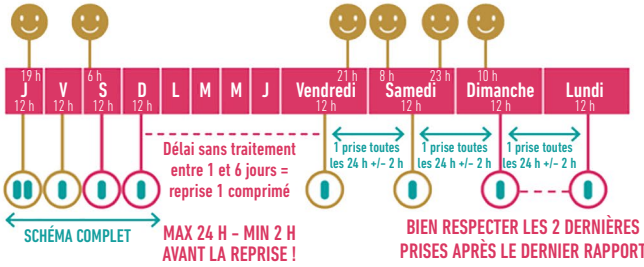 19 h 6 h 21 h 8 h 23 h 10 h
J V S D L M M J Vendredi Samedi Dimanche Lundi
12 h 12 h 12 h 12 h 12 h 12 h 12 h 12 h
Délai sans traitement
entre 1 et 6 jours =
reprise 1 comprimé
1 prise toutes
les 24 h +/- 2 h
1 prise toutes
les 24 h +/- 2 h
1 prise toutes
les 24 h +/- 2 h
SCHÉMA COMPLET
MAX 24 H - MIN 2 H
AVANT LA REPRISE !
BIEN RESPECTER LES 2 DERNIÈRES
PRISES APRÈS LE DERNIER RAPPORT